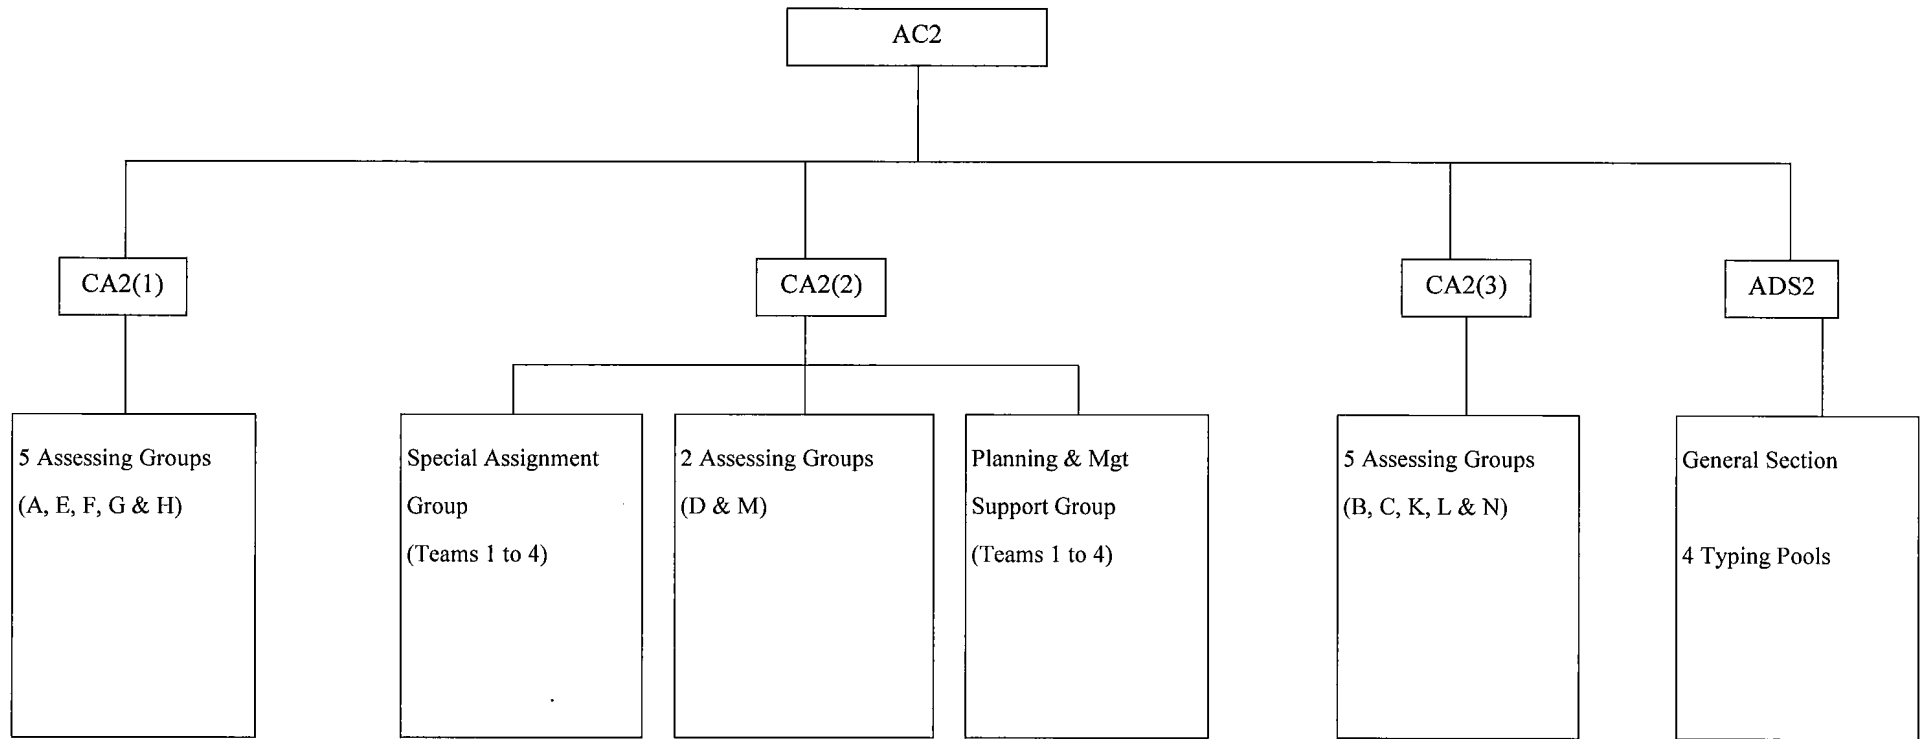 AC2
CA2(1)
CA2(2)
CA2(3)
ADS2
5 Assessing Groups
(A, E, F, G & H)
Special Assignment
Group
(Teams 1 to 4)
2 Assessing Groups
(D & M)
Planning & Mgt
Support Group
(Teams 1 to 4)
5 Assessing Groups
(B, C, K, L & N)
General Section
4 Typing Pools